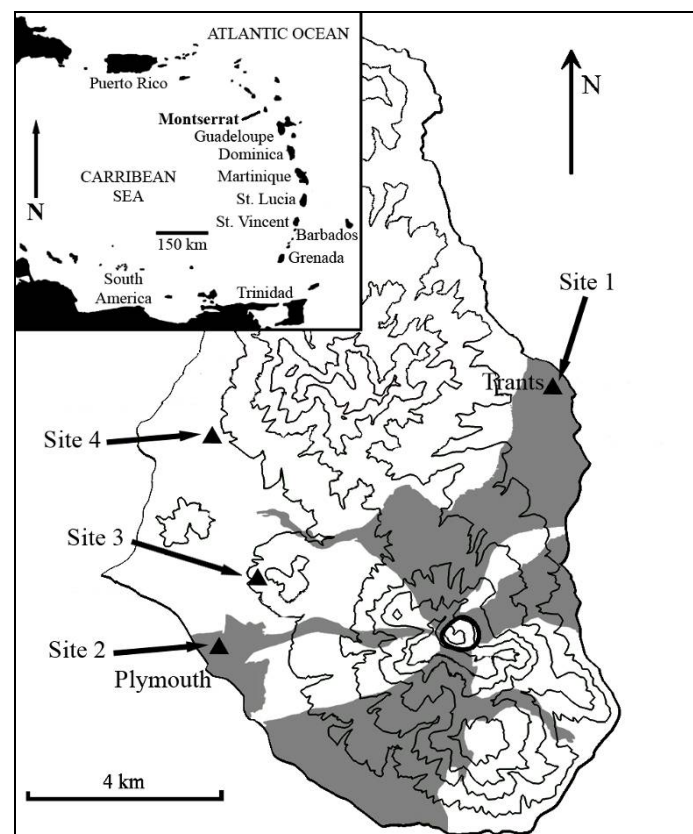 ATLANTIC OCEAN
Puerto Rico
Montserrat
Guadeloupe
Dominica
CARRIBEAN
SEA
Martinique
St. Lucia
N
St. Vincent
150 km
Barbados
Grenada
South
America
Trinidad
N
Site 1
Trants
Site 4
Site 3
Site 2
Plymouth
4 km